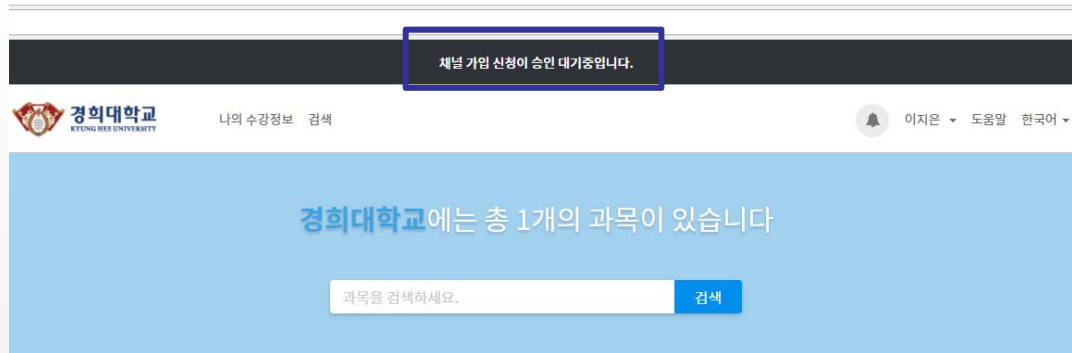 채널 가입 신청이 승인 대기중입니다.
경희대학교
KYUNG HEE UNIVERSITY
나의 수강정보 검색
이지은 도움말 한국어
경희대학교에는 총 1개의 과목이 있습니다
과목을 검색하세요.
검색